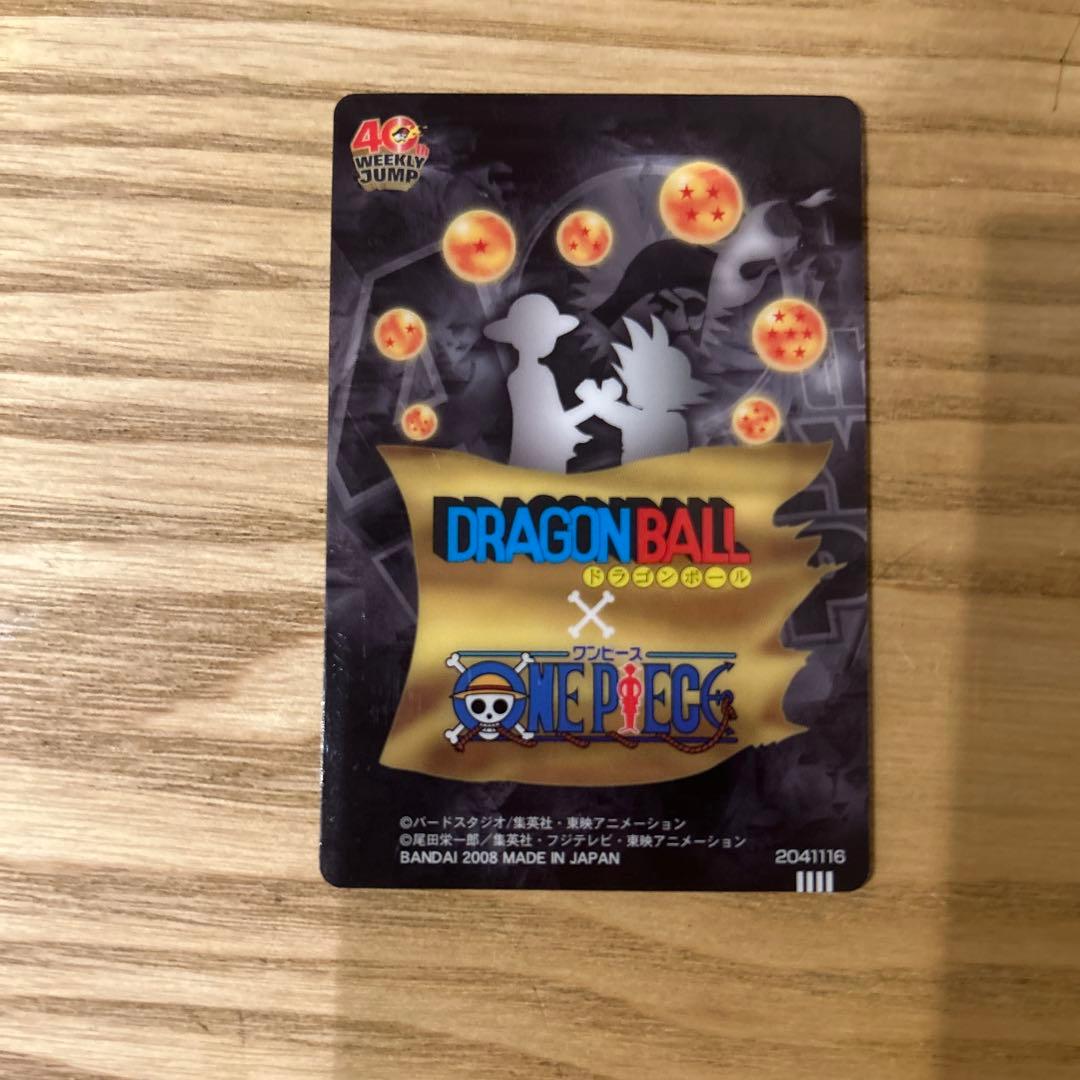 40th
WEEKLY
JUMP
DRAGONBALL
ドラゴンボール
×
ワンピース
ONE PIECE
©バードスタジオ/集英社・東映アニメーション
©尾田栄一郎/集英社・フジテレビ・東映アニメーション
BANDAI 2008 MADE IN JAPAN
2041116